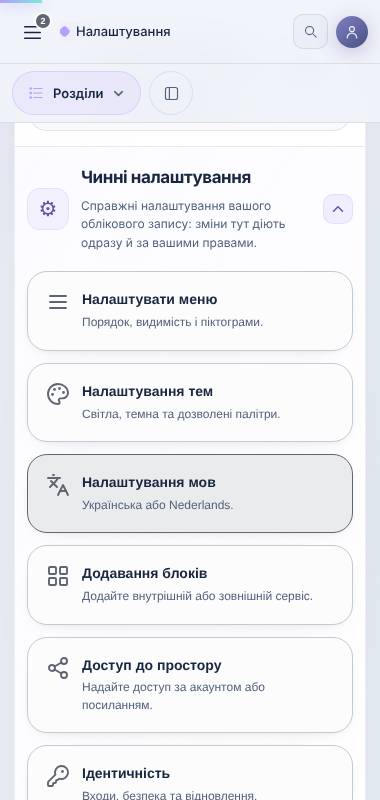 2
Налаштування
Розділи
Чинні налаштування
Справжні налаштування вашого
облікового запису: зміни тут діють
одразу й за вашими правами.
Налаштувати меню
Порядок, видимість і піктограми.
Налаштування тем
Світла, темна та дозволені палітри.
Налаштування мов
Українська або Nederlands.
Додавання блоків
Додайте внутрішній або зовнішній сервіс.
Доступ до простору
Надайте доступ за акаунтом або
посиланням.
Ідентичність
Входи, безпека та відновлення.